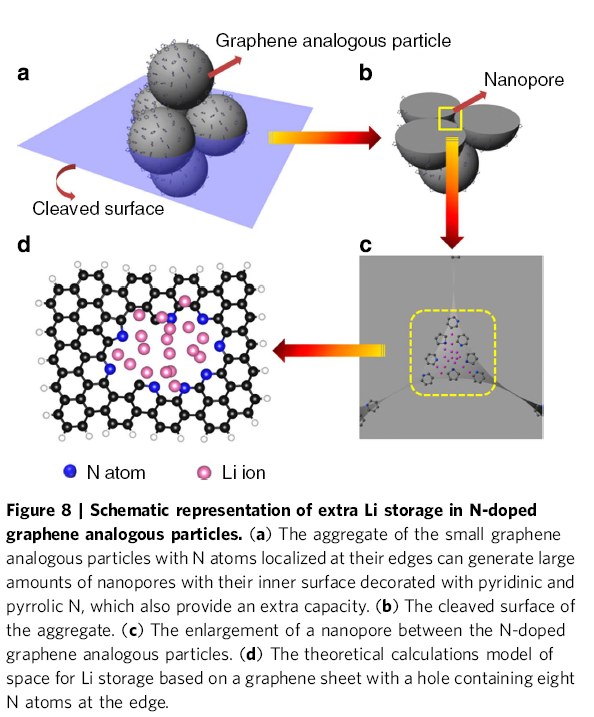 Graphene analogous particle
a
b
Nanopore
Cleaved surface
d
c
N atom
Li ion
Figure 8 | Schematic representation of extra Li storage in N-doped
graphene analogous particles. (a) The aggregate of the small graphene
analogous particles with N atoms localized at their edges can generate large
amounts of nanopores with their inner surface decorated with pyridinic and
pyrrolic N, which also provide an extra capacity. (b) The cleaved surface of
the aggregate. (c) The enlargement of a nanopore between the N-doped
graphene analogous particles. (d) The theoretical calculations model of
space for Li storage based on a graphene sheet with a hole containing eight
N atoms at the edge.